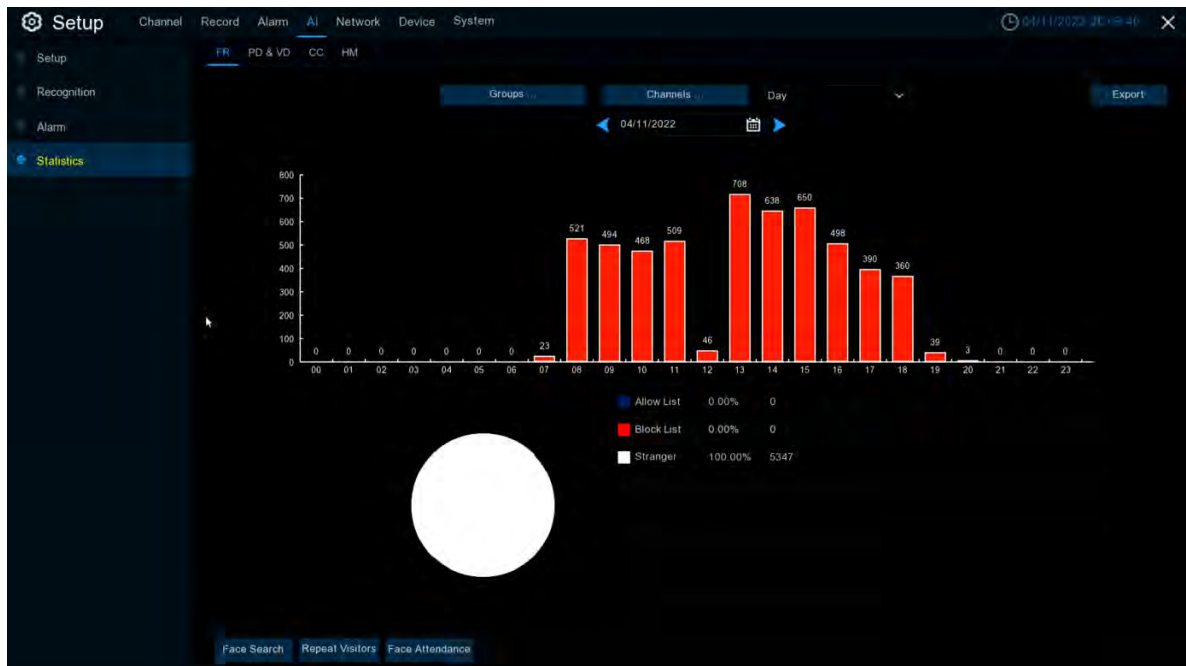 Setup Channel Record Alarm AI Network Device System
Setup
FR PD & VD CC HM
Recognition
Groups ... Channels ... Day Export
Alarm
04/11/2022
Statistics
800
700
600
500
400
300
200
100
0
0 0 0 0 0 0 0 23 521 494 468 509 46 708 638 650 498 390 360 39 3 0 0 0
00 01 02 03 04 05 06 07 08 09 10 11 12 13 14 15 16 17 18 19 20 21 22 23
Allow List 0.00% 0
Block List 0.00% 0
Stranger 100.00% 5347
Face Search Repeat Visitors Face Attendance